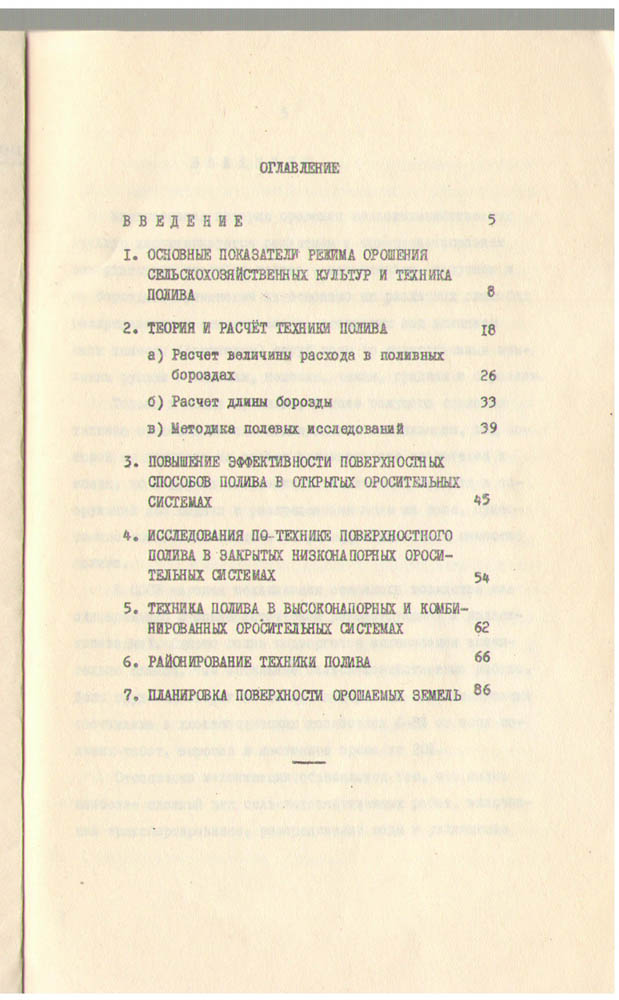 ОГЛАВЛЕНИЕ
ВВЕДЕНИЕ 5
1. ОСНОВНЫЕ ПОКАЗАТЕЛИ РЕЖИМА ОРОШЕНИЯ
СЕЛЬСКОХОЗЯЙСТВЕННЫХ КУЛЬТУР И ТЕХНИКА
ПОЛИВА 8
2. ТЕОРИЯ И РАСЧЁТ ТЕХНИКИ ПОЛИВА 18
а) Расчет величины расхода в поливных
бороздах 26
б) Расчет длины борозды 33
в) Методика полевых исследований 39
3. ПОВЫШЕНИЕ ЭФФЕКТИВНОСТИ ПОВЕРХНОСТНЫХ
СПОСОБОВ ПОЛИВА В ОТКРЫТЫХ ОРОСИТЕЛЬНЫХ
СИСТЕМАХ 45
4. ИССЛЕДОВАНИЯ ПО ТЕХНИКЕ ПОВЕРХНОСТНОГО
ПОЛИВА В ЗАКРЫТЫХ НИЗКОНАПОРНЫХ ОРОСИ-
ТЕЛЬНЫХ СИСТЕМАХ 54
5. ТЕХНИКА ПОЛИВА В ВЫСОКОНАПОРНЫХ И КОМБИ-
НИРОВАННЫХ ОРОСИТЕЛЬНЫХ СИСТЕМАХ 62
6. РАЙОНИРОВАНИЕ ТЕХНИКИ ПОЛИВА 66
7. ПЛАНИРОВКА ПОВЕРХНОСТИ ОРОШАЕМЫХ ЗЕМЕЛЬ 86